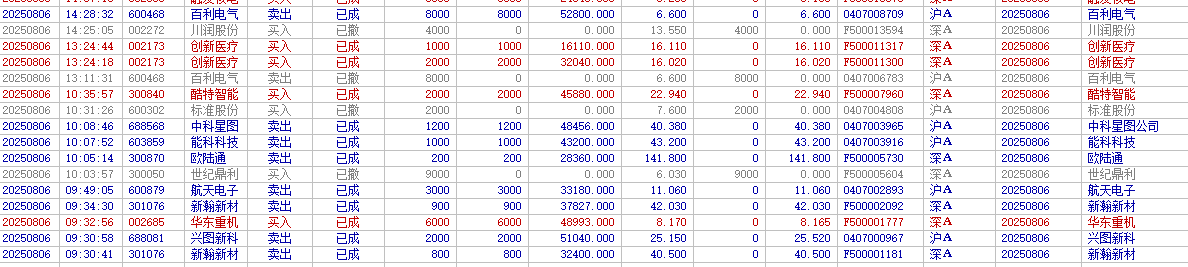 20250806 14:28:32 600468 百利电气 卖出 已成 8000 8000 52800.000 6.600 0 6.600 0407008709 沪A 20250806 百利电气
20250806 14:25:05 002272 川润股份 买入 已撤 4000 0 0.000 13.550 4000 0.000 F500013594 深A 20250806 川润股份
20250806 13:24:44 002173 创新医疗 买入 已成 1000 1000 16110.000 16.110 0 16.110 F500011317 深A 20250806 创新医疗
20250806 13:24:18 002173 创新医疗 买入 已成 2000 2000 32040.000 16.020 0 16.020 F500011300 深A 20250806 创新医疗
20250806 13:11:31 600468 百利电气 卖出 已撤 8000 0 0.000 6.600 8000 0.000 0407006783 沪A 20250806 百利电气
20250806 10:35:57 300840 酷特智能 买入 已成 2000 2000 45880.000 22.940 0 22.940 F500007960 深A 20250806 酷特智能
20250806 10:31:26 600302 标准股份 买入 已撤 2000 0 0.000 7.600 2000 0.000 0407004808 沪A 20250806 标准股份
20250806 10:08:46 688568 中科星图 卖出 已成 1200 1200 48456.000 40.380 0 40.380 0407003965 沪A 20250806 中科星图公司
20250806 10:07:52 603859 能科科技 卖出 已成 1000 1000 43200.000 43.200 0 43.200 0407003916 沪A 20250806 能科科技
20250806 10:05:14 300870 欧陆通 卖出 已成 200 200 28360.000 141.800 0 141.800 F500005730 深A 20250806 欧陆通
20250806 10:03:57 300050 世纪鼎利 买入 已撤 9000 0 0.000 6.030 9000 0.000 F500005604 深A 20250806 世纪鼎利
20250806 09:49:05 600879 航天电子 卖出 已成 3000 3000 33180.000 11.060 0 11.060 0407002893 沪A 20250806 航天电子
20250806 09:34:30 301076 新瀚新材 卖出 已成 900 900 37827.000 42.030 0 42.030 F500002092 深A 20250806 新瀚新材
20250806 09:32:56 002685 华东重机 买入 已成 6000 6000 48993.000 8.170 0 8.165 F500001777 深A 20250806 华东重机
20250806 09:30:58 688081 兴图新科 卖出 已成 2000 2000 51040.000 25.150 0 25.520 0407000967 沪A 20250806 兴图新科
20250806 09:30:41 301076 新瀚新材 卖出 已成 800 800 32400.000 40.500 0 40.500 F500001181 深A 20250806 新瀚新材